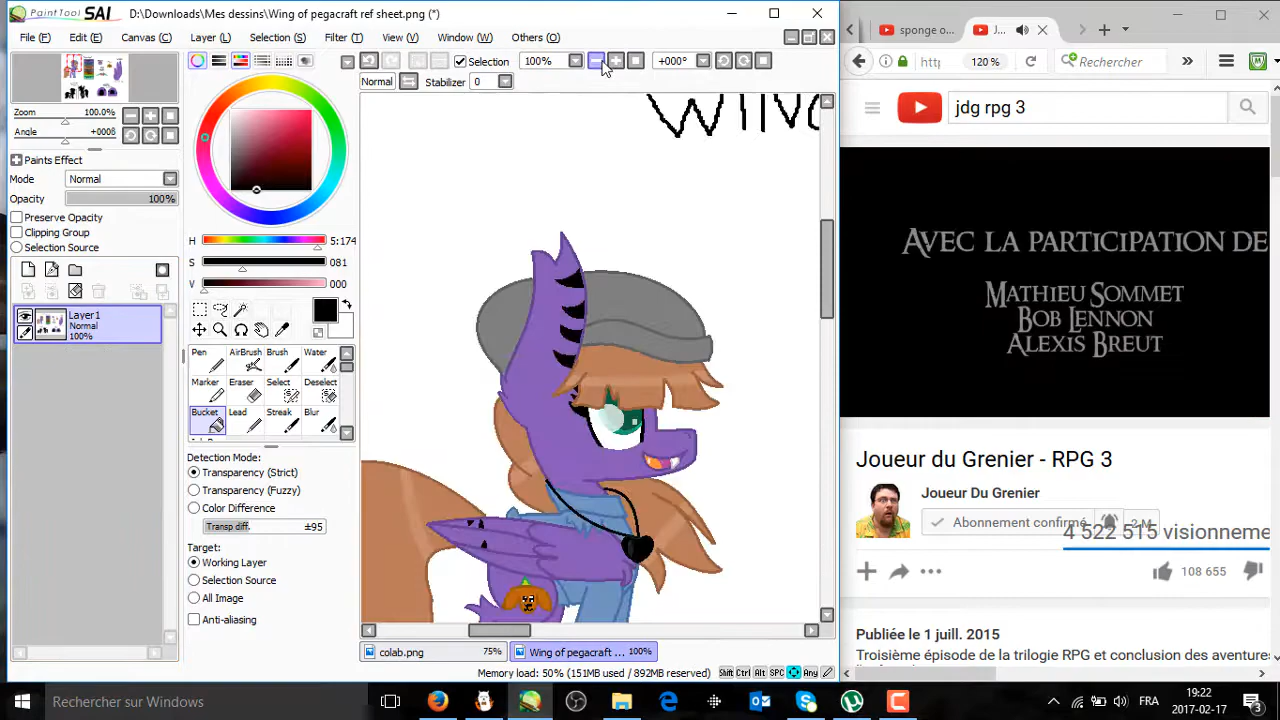 PaintTool SAI D:\Downloads\Mes dessins\Wing of pegacraft ref sheet.png (*)
File (F) Edit (E) Canvas (C) Layer (L) Selection (S) Filter (T) View (V) Window (W) Others (O)
Selection 100% +000°
Normal Stabilizer 0
Zoom 100.0%
Angle +000ß
Paints Effect
Mode Normal
Opacity 100%
Preserve Opacity
Clipping Group
Selection Source
Layer1
Normal
100%
H 5:174
S 081
V 000
Pen AirBrush Brush Water
Marker Eraser Select Deselect
Bucket Lead Streak Blur
Detection Mode:
Transparency (Strict)
Transparency (Fuzzy)
Color Difference
Transp diff. ±95
Target:
Working Layer
Selection Source
All Image
Anti-aliasing
WING
colab.png 75%
Wing of pegacraft ... 100%
Memory load: 50% (151MB used / 892MB reserved)
Shift Ctrl Alt SPC Any
sponge o...
J...
http 120 %
Rechercher
jdg rpg 3
Avec la participation de
Mathieu Sommet
Bob Lennon
Alexis Breut
Joueur du Grenier - RPG 3
Joueur Du Grenier
Abonnement confirmé 2 M
4 522 515 visionneme
108 655
Publiée le 1 juill. 2015
Troisième épisode de la trilogie RPG et conclusion des aventure
Rechercher sur Windows
FRA
19:22
2017-02-17
3